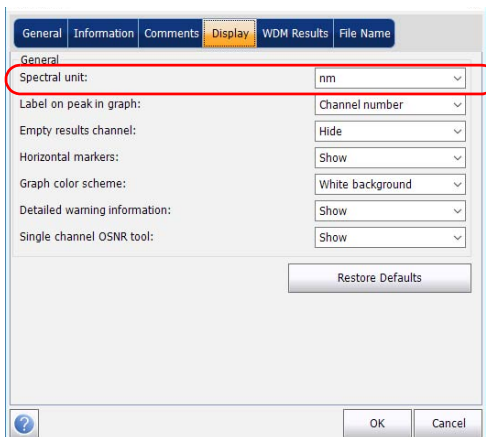 General Information Comments Display WDM Results File Name
General
Spectral unit: nm
Label on peak in graph: Channel number
Empty results channel: Hide
Horizontal markers: Show
Graph color scheme: White background
Detailed warning information: Show
Single channel OSNR tool: Show
Restore Defaults
? OK Cancel